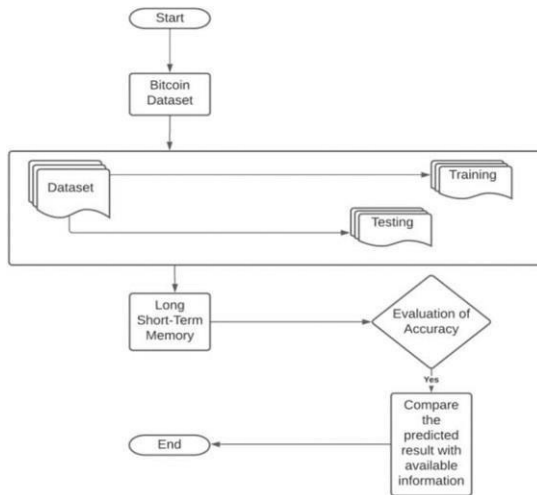 Start
Bitcoin
Dataset
Dataset
Training
Testing
Long
Short-Term
Memory
Evaluation of
Accuracy
Yes
Compare
the
predicted
result with
available
information
End